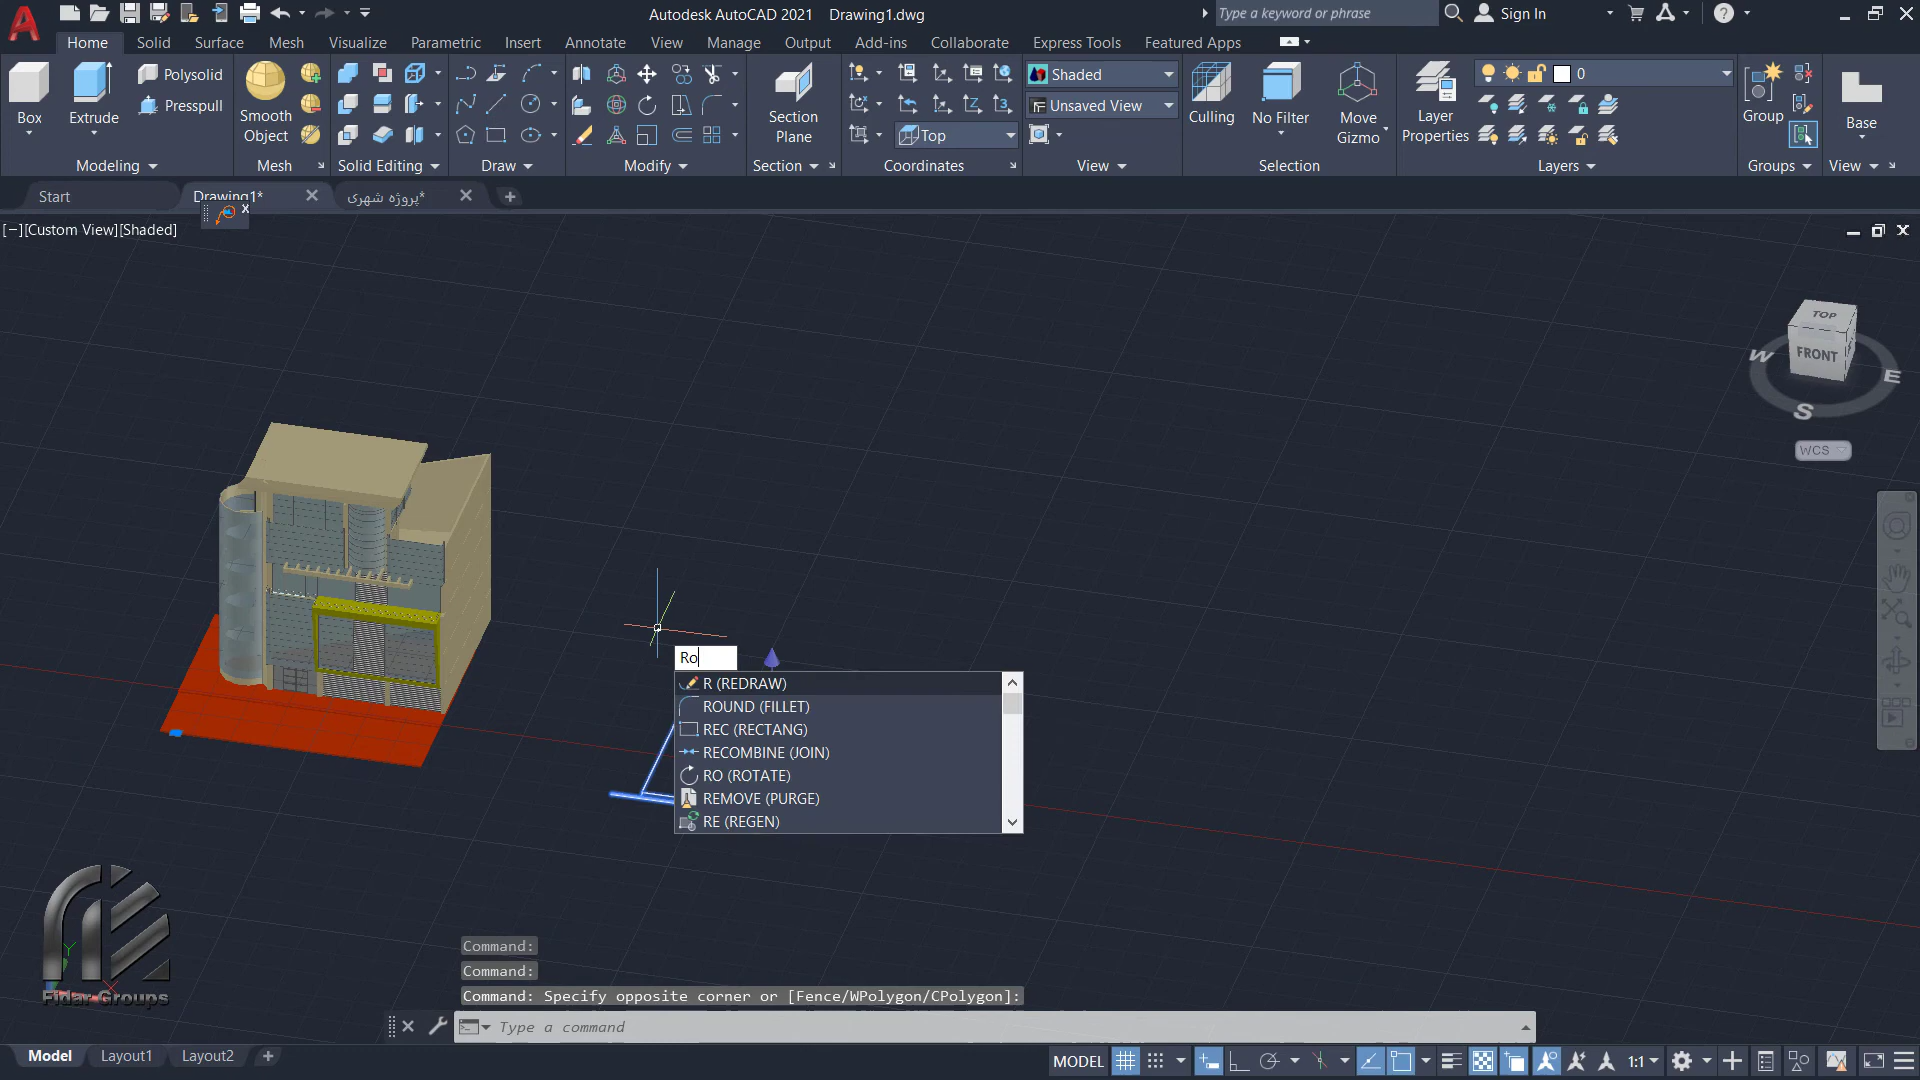 Autodesk AutoCAD 2021 Drawing1.dwg
Type a keyword or phrase
Sign In
Home Solid Surface Mesh Visualize Parametric Insert Annotate View Manage Output Add-ins Collaborate Express Tools Featured Apps
Box
Extrude
Polysolid
Presspull
Smooth
Object
Section
Plane
Top
Shaded
Unsaved View
Culling
No Filter
Move
Gizmo
Layer
Properties
0
Group
Base
Modeling
Mesh
Solid Editing
Draw
Modify
Section
Coordinates
View
Selection
Layers
Groups
View
Start
Drawing1*
پروژه شهری*
[−][Custom View][Shaded]
TOP
FRONT
W
E
S
WCS
Ro
R (REDRAW)
ROUND (FILLET)
REC (RECTANG)
RECOMBINE (JOIN)
RO (ROTATE)
REMOVE (PURGE)
RE (REGEN)
Y
X
Fidar Groups
Command:
Command:
Command: Specify opposite corner or [Fence/WPolygon/CPolygon]:
Type a command
Model Layout1 Layout2
MODEL
1:1